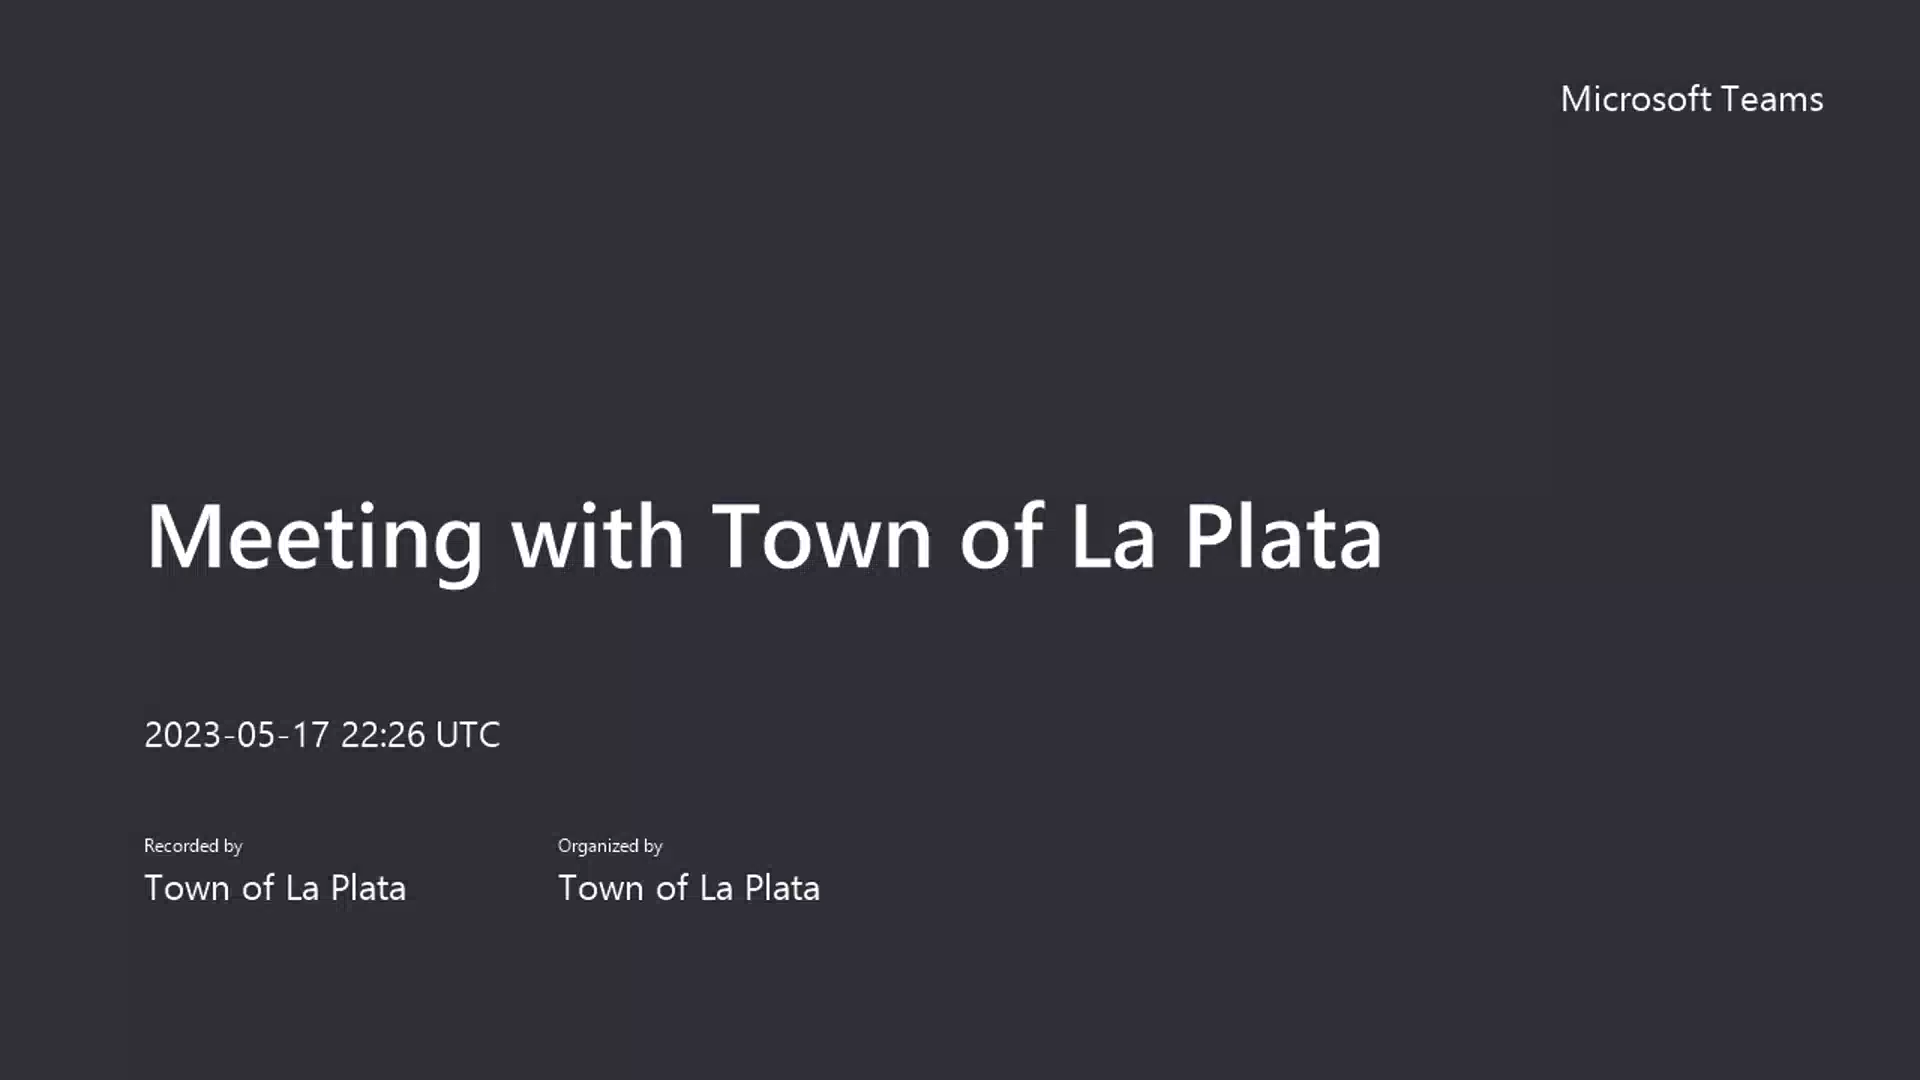 Microsoft Teams
Meeting with Town of La Plata
2023-05-17 22:26 UTC
Recorded by
Town of La Plata
Organized by
Town of La Plata